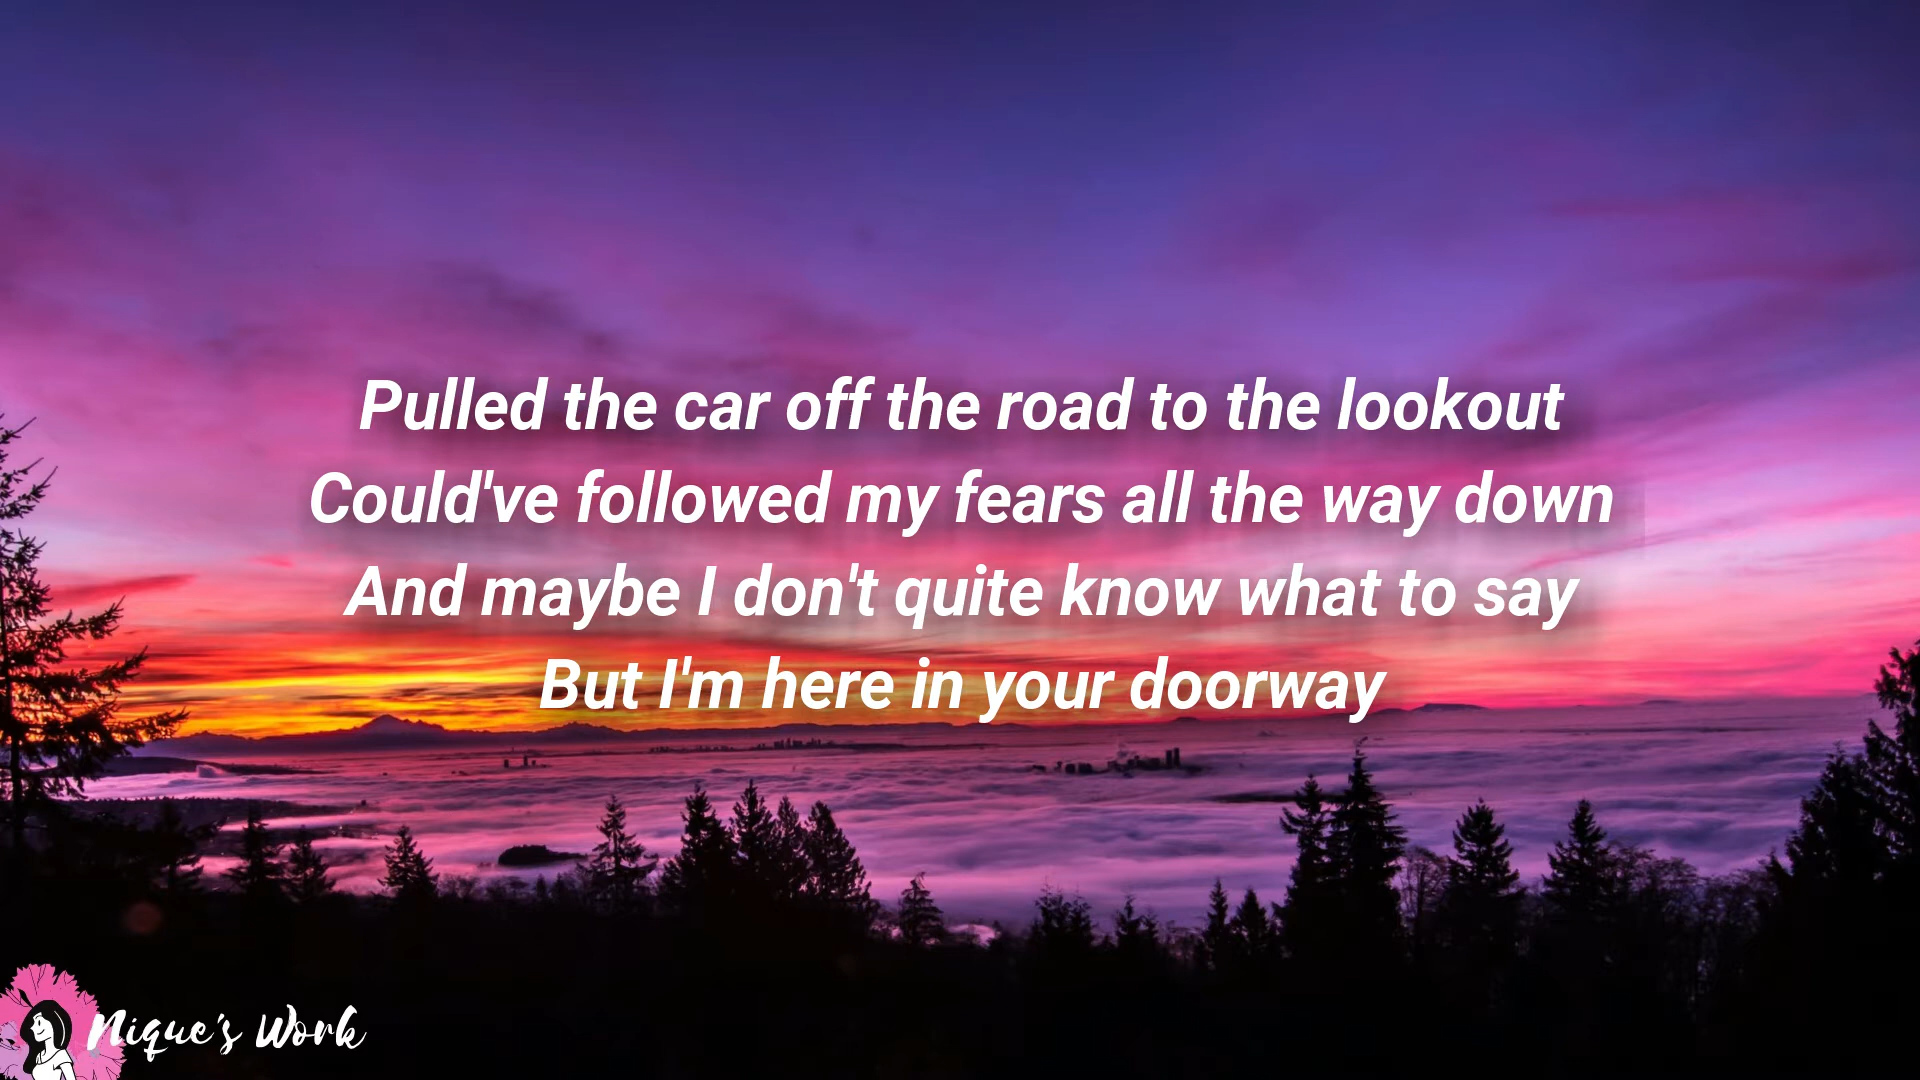 Pulled the car off the road to the lookout
Could've followed my fears all the way down
And maybe I don't quite know what to say
But I'm here in your doorway
Nique's Work